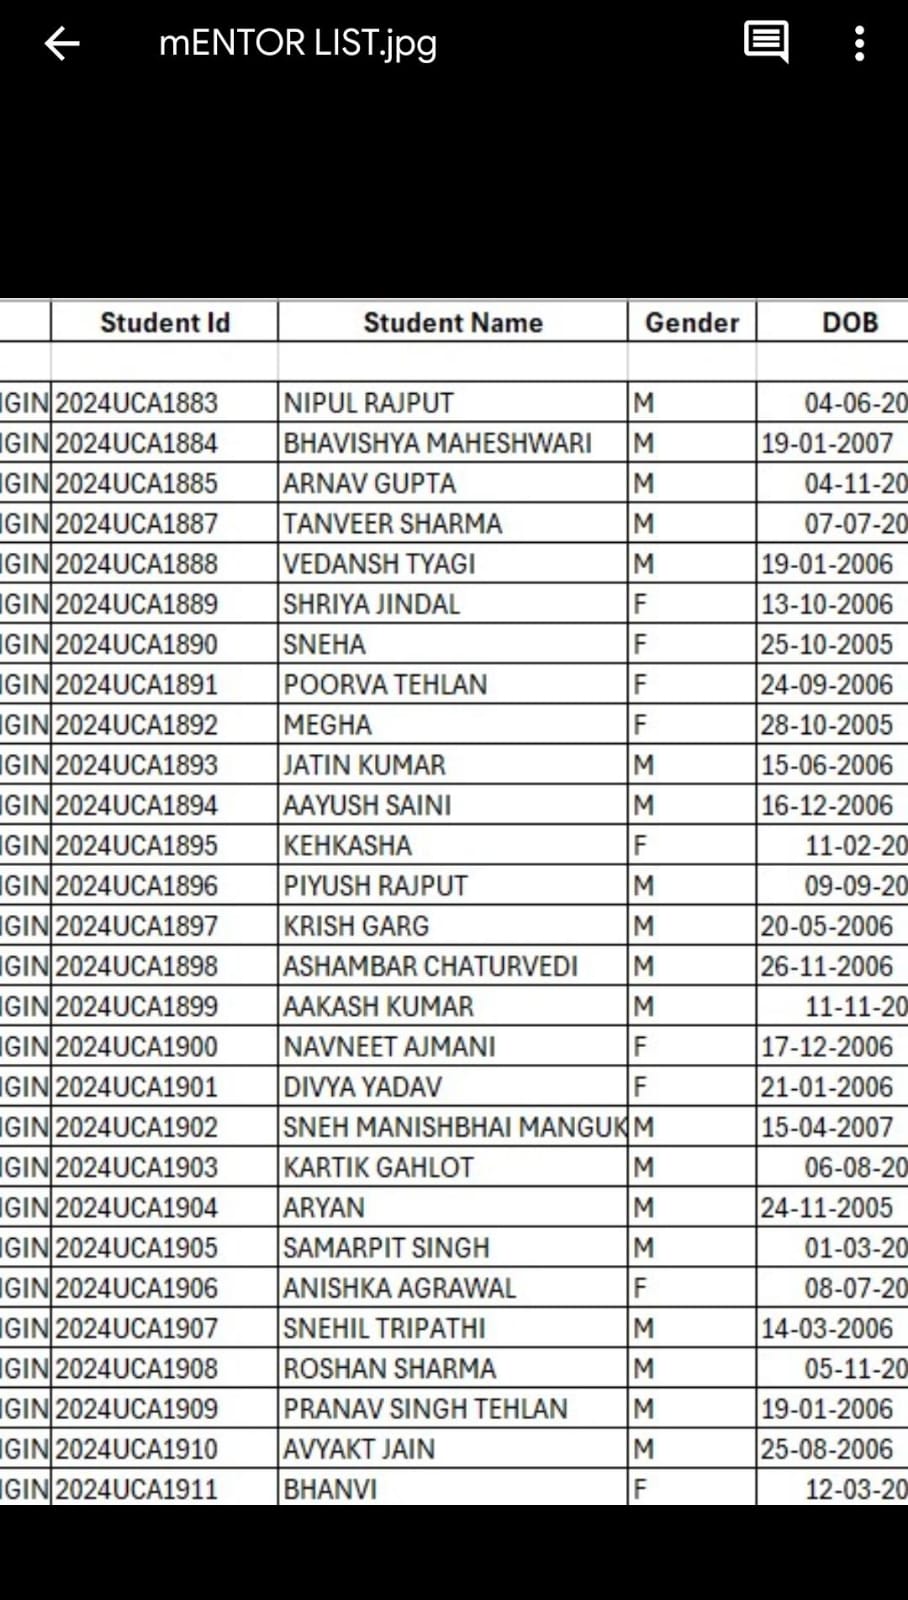 mENTOR LIST.jpg
Student Id Student Name Gender DOB
IGIN 2024UCA1883 NIPUL RAJPUT M 04-06-20
IGIN 2024UCA1884 BHAVISHYA MAHESHWARI M 19-01-2007
IGIN 2024UCA1885 ARNAV GUPTA M 04-11-20
IGIN 2024UCA1887 TANVEER SHARMA M 07-07-20
IGIN 2024UCA1888 VEDANSH TYAGI M 19-01-2006
IGIN 2024UCA1889 SHRIYA JINDAL F 13-10-2006
IGIN 2024UCA1890 SNEHA F 25-10-2005
IGIN 2024UCA1891 POORVA TEHLAN F 24-09-2006
IGIN 2024UCA1892 MEGHA F 28-10-2005
IGIN 2024UCA1893 JATIN KUMAR M 15-06-2006
IGIN 2024UCA1894 AAYUSH SAINI M 16-12-2006
IGIN 2024UCA1895 KEHKASHA F 11-02-20
IGIN 2024UCA1896 PIYUSH RAJPUT M 09-09-20
IGIN 2024UCA1897 KRISH GARG M 20-05-2006
IGIN 2024UCA1898 ASHAMBAR CHATURVEDI M 26-11-2006
IGIN 2024UCA1899 AAKASH KUMAR M 11-11-20
IGIN 2024UCA1900 NAVNEET AJMANI F 17-12-2006
IGIN 2024UCA1901 DIVYA YADAV F 21-01-2006
IGIN 2024UCA1902 SNEH MANISHBHAI MANGUK M 15-04-2007
IGIN 2024UCA1903 KARTIK GAHLOT M 06-08-20
IGIN 2024UCA1904 ARYAN M 24-11-2005
IGIN 2024UCA1905 SAMARPIT SINGH M 01-03-20
IGIN 2024UCA1906 ANISHKA AGRAWAL F 08-07-20
IGIN 2024UCA1907 SNEHIL TRIPATHI M 14-03-2006
IGIN 2024UCA1908 ROSHAN SHARMA M 05-11-20
IGIN 2024UCA1909 PRANAV SINGH TEHLAN M 19-01-2006
IGIN 2024UCA1910 AVYAKT JAIN M 25-08-2006
IGIN 2024UCA1911 BHANVI F 12-03-20